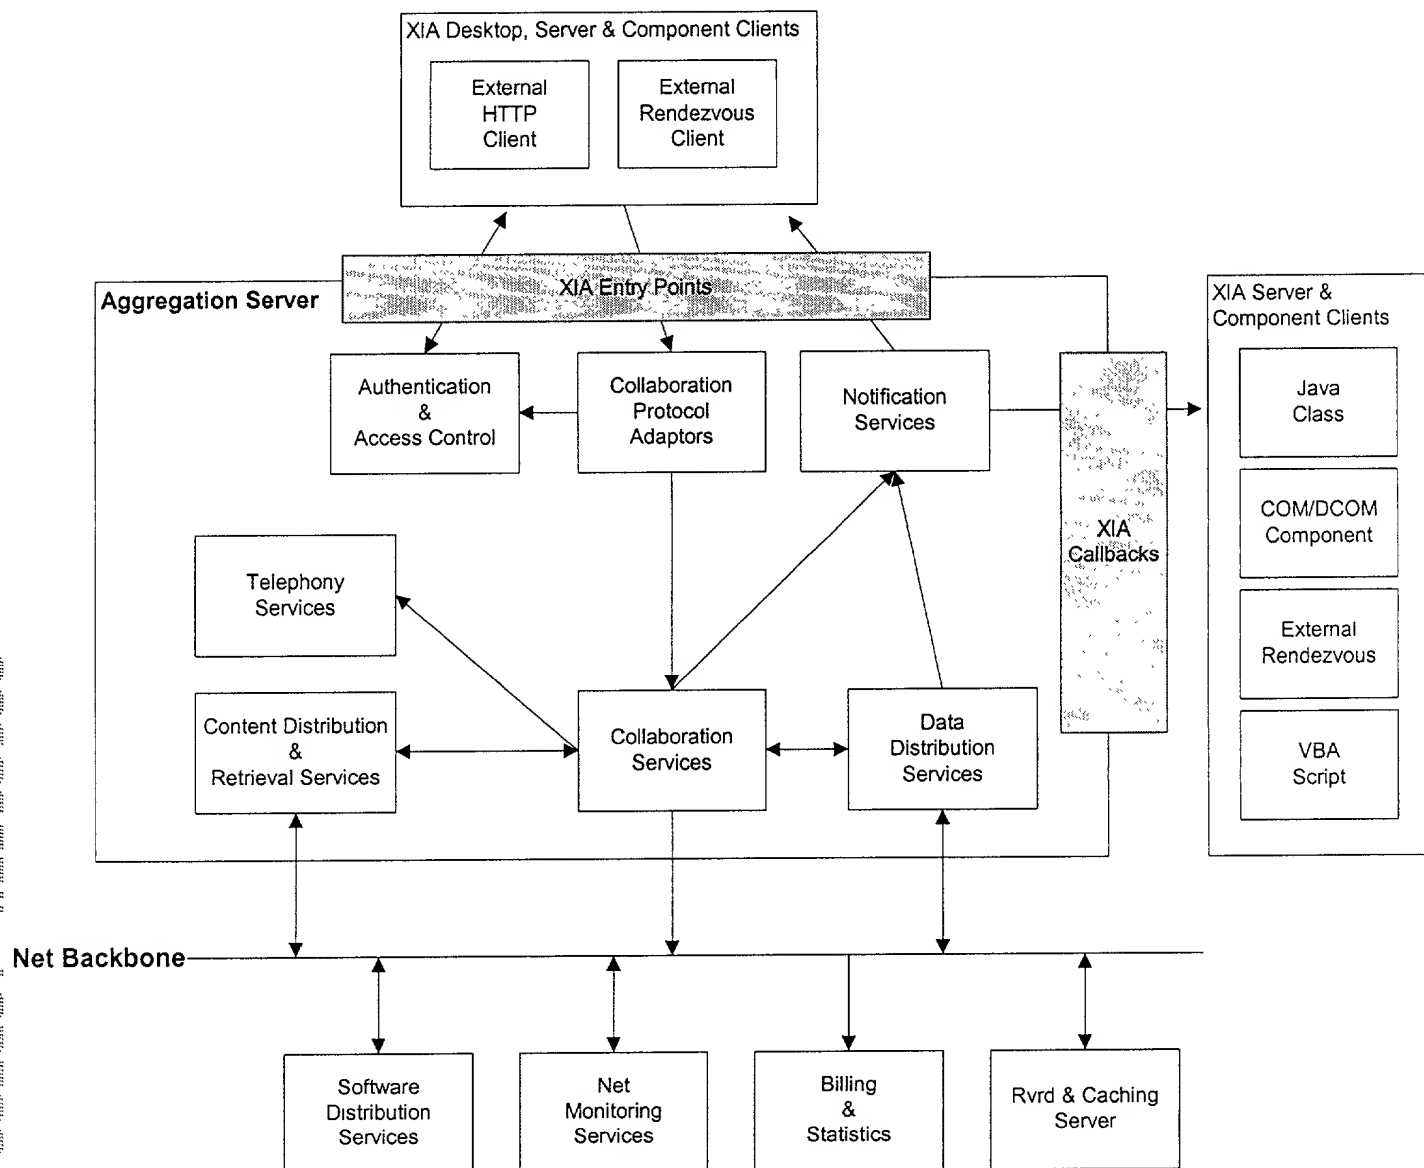 XIA Desktop, Server & Component Clients
External
HTTP
Client
External
Rendezvous
Client
XIA Entry Points
Aggregation Server
XIA Server &
Component Clients
Authentication
&
Access Control
Collaboration
Protocol
Adaptors
Notification
Services
Java
Class
COM/DCOM
Component
XIA
Callbacks
Telephony
Services
External
Rendezvous
Content Distribution
&
Retrieval Services
Collaboration
Services
Data
Distribution
Services
VBA
Script
Net Backbone
Software
Distribution
Services
Net
Monitoring
Services
Billing
&
Statistics
Rvrd & Caching
Server